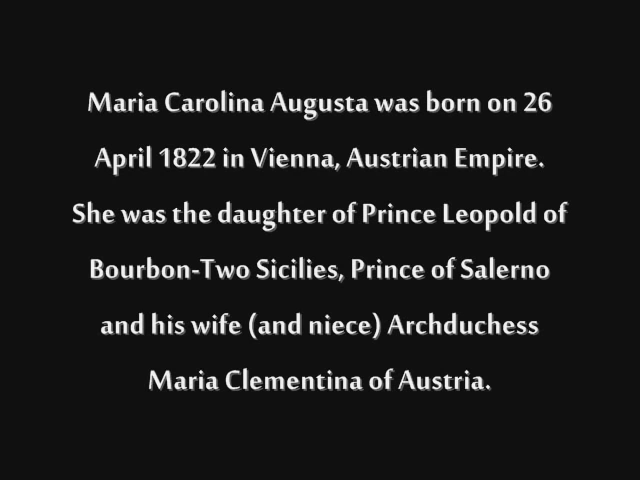 Maria Carolina Augusta was born on 26
April 1822 in Vienna, Austrian Empire.
She was the daughter of Prince Leopold of
Bourbon-Two Sicilies, Prince of Salerno
and his wife (and niece) Archduchess
Maria Clementina of Austria.